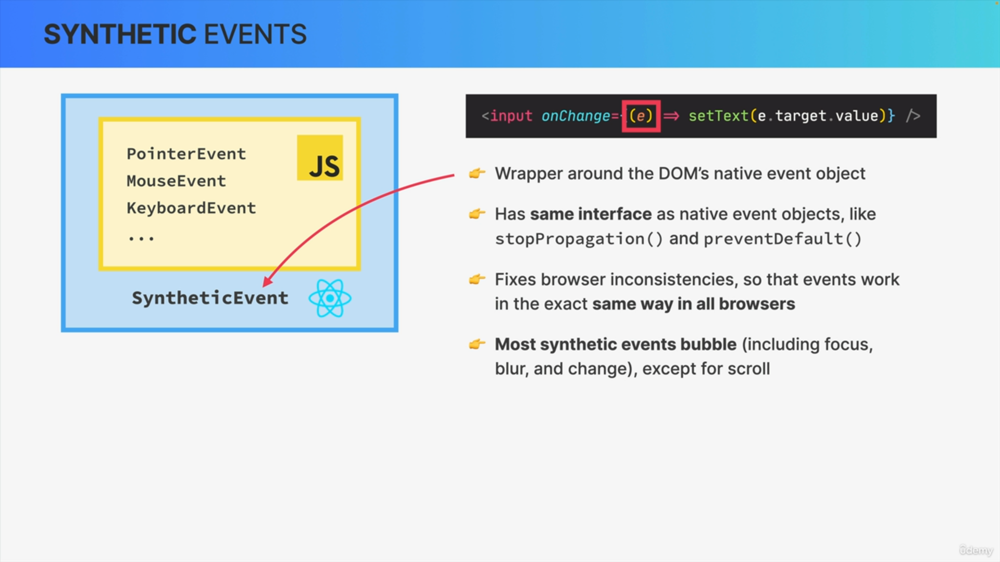 SYNTHETIC EVENTS
PointerEvent
MouseEvent
KeyboardEvent
...
JS
SyntheticEvent
<input onChange={(e) => setText(e.target.value)} />
👉 Wrapper around the DOM’s native event object
👉 Has same interface as native event objects, like
stopPropagation() and preventDefault()
👉 Fixes browser inconsistencies, so that events work
in the exact same way in all browsers
👉 Most synthetic events bubble (including focus,
blur, and change), except for scroll
ûdemy